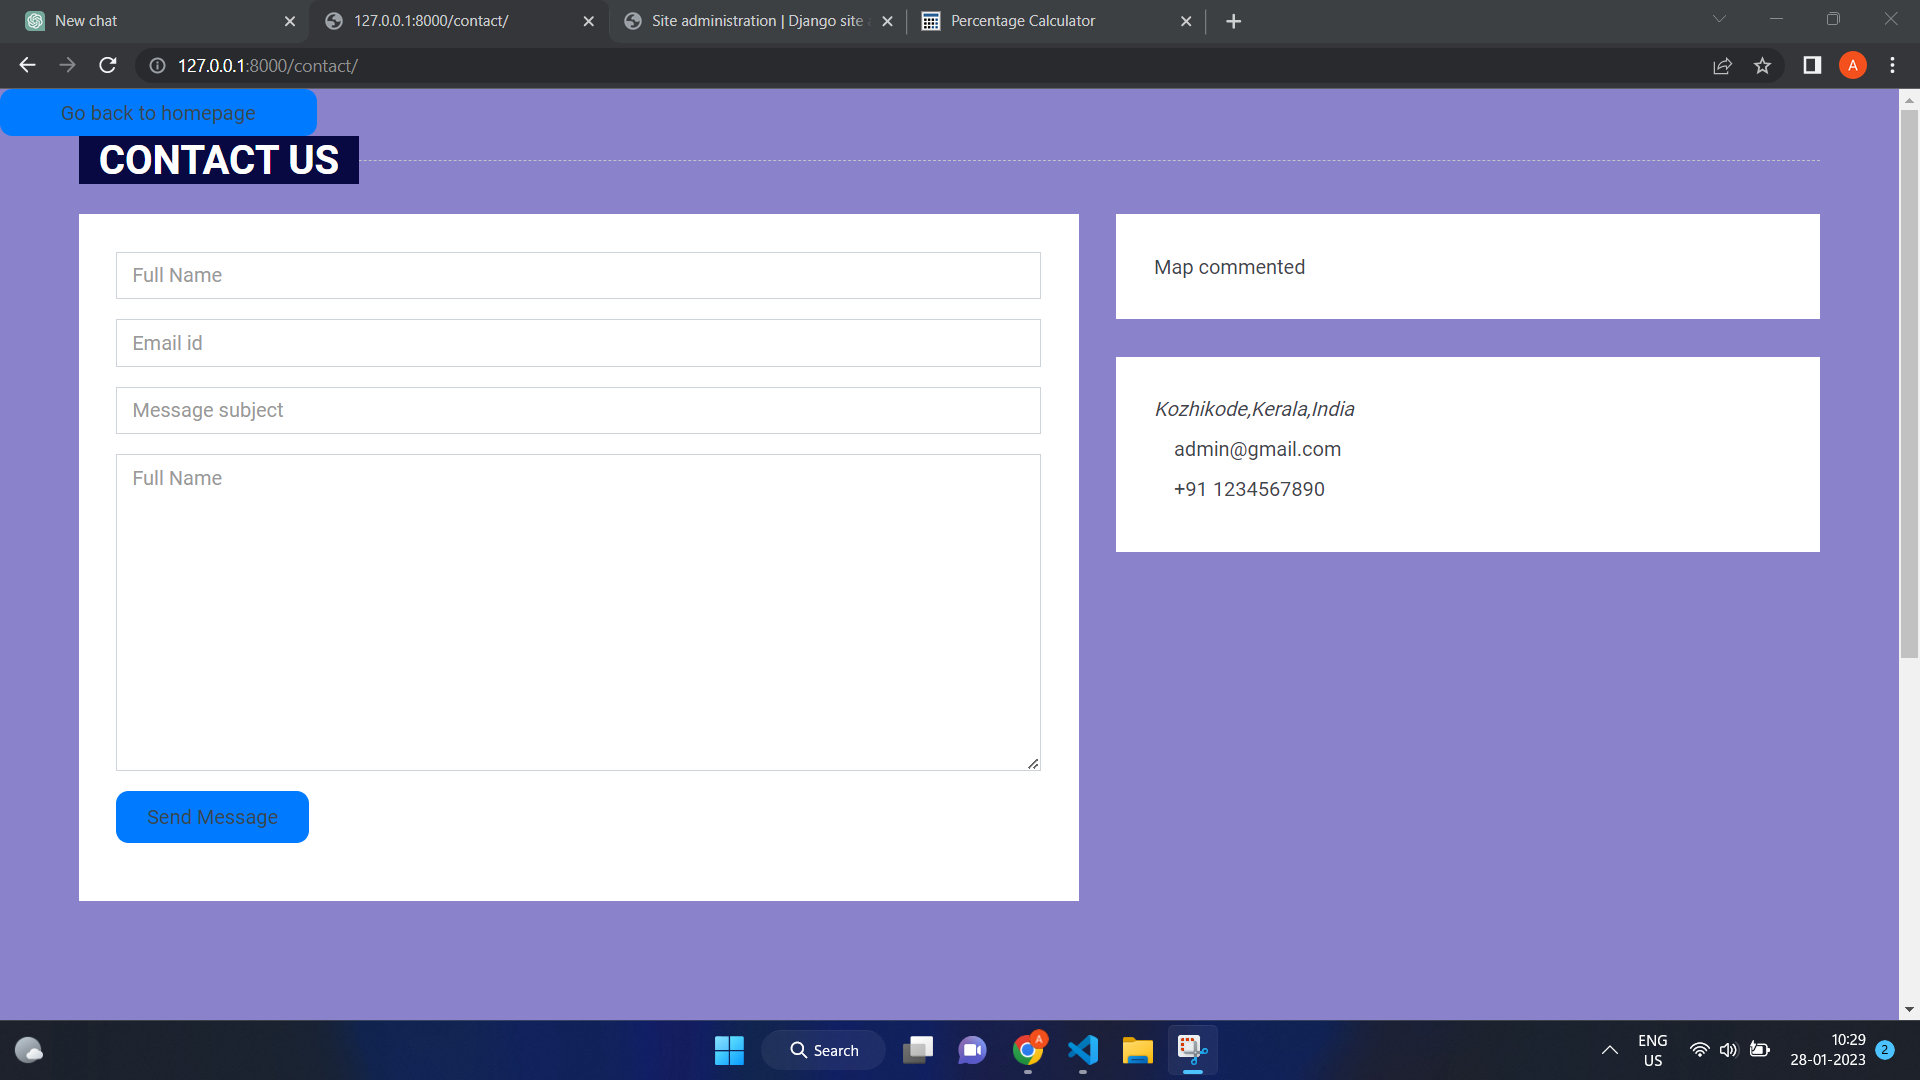 New chat
127.0.0.1:8000/contact/
Site administration | Django site
Percentage Calculator
127.0.0.1:8000/contact/
A
Go back to homepage
CONTACT US
Full Name
Email id
Message subject
Full Name
Send Message
Map commented
Kozhikode,Kerala,India
admin@gmail.com
+91 1234567890
Search
A
ENG
US
10:29
28-01-2023
2